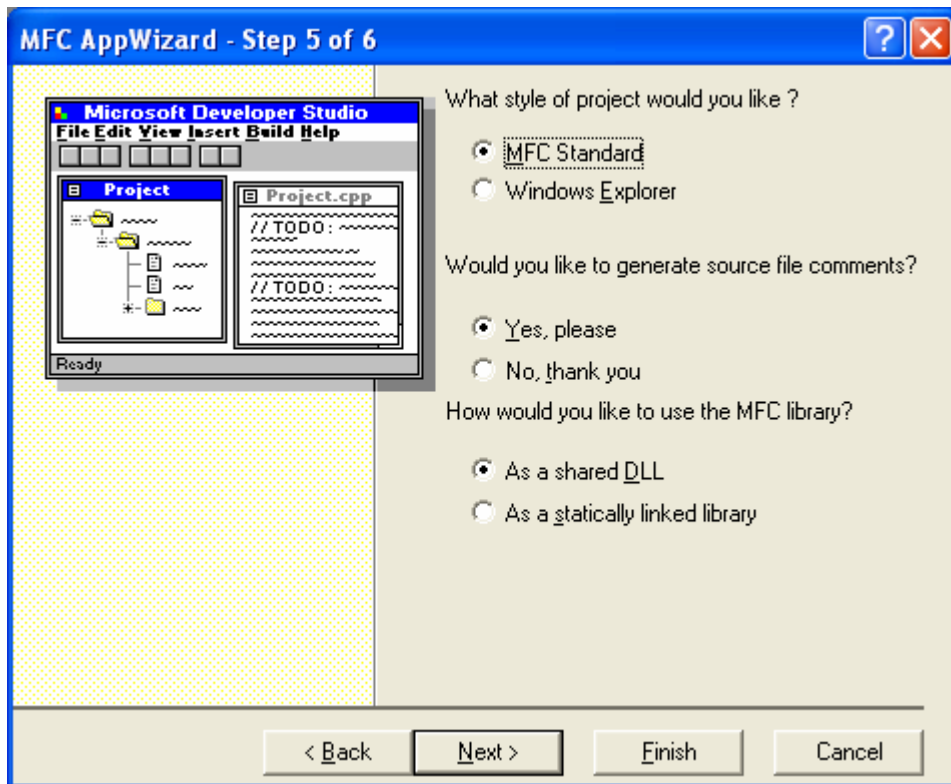 MFC AppWizard - Step 5 of 6
Microsoft Developer Studio
File Edit View Insert Build Help
Project
Project.cpp
// TODO:
// TODO:
Ready
What style of project would you like ?
MFC Standard
Windows Explorer
Would you like to generate source file comments?
Yes, please
No, thank you
How would you like to use the MFC library?
As a shared DLL
As a statically linked library
< Back
Next >
Finish
Cancel